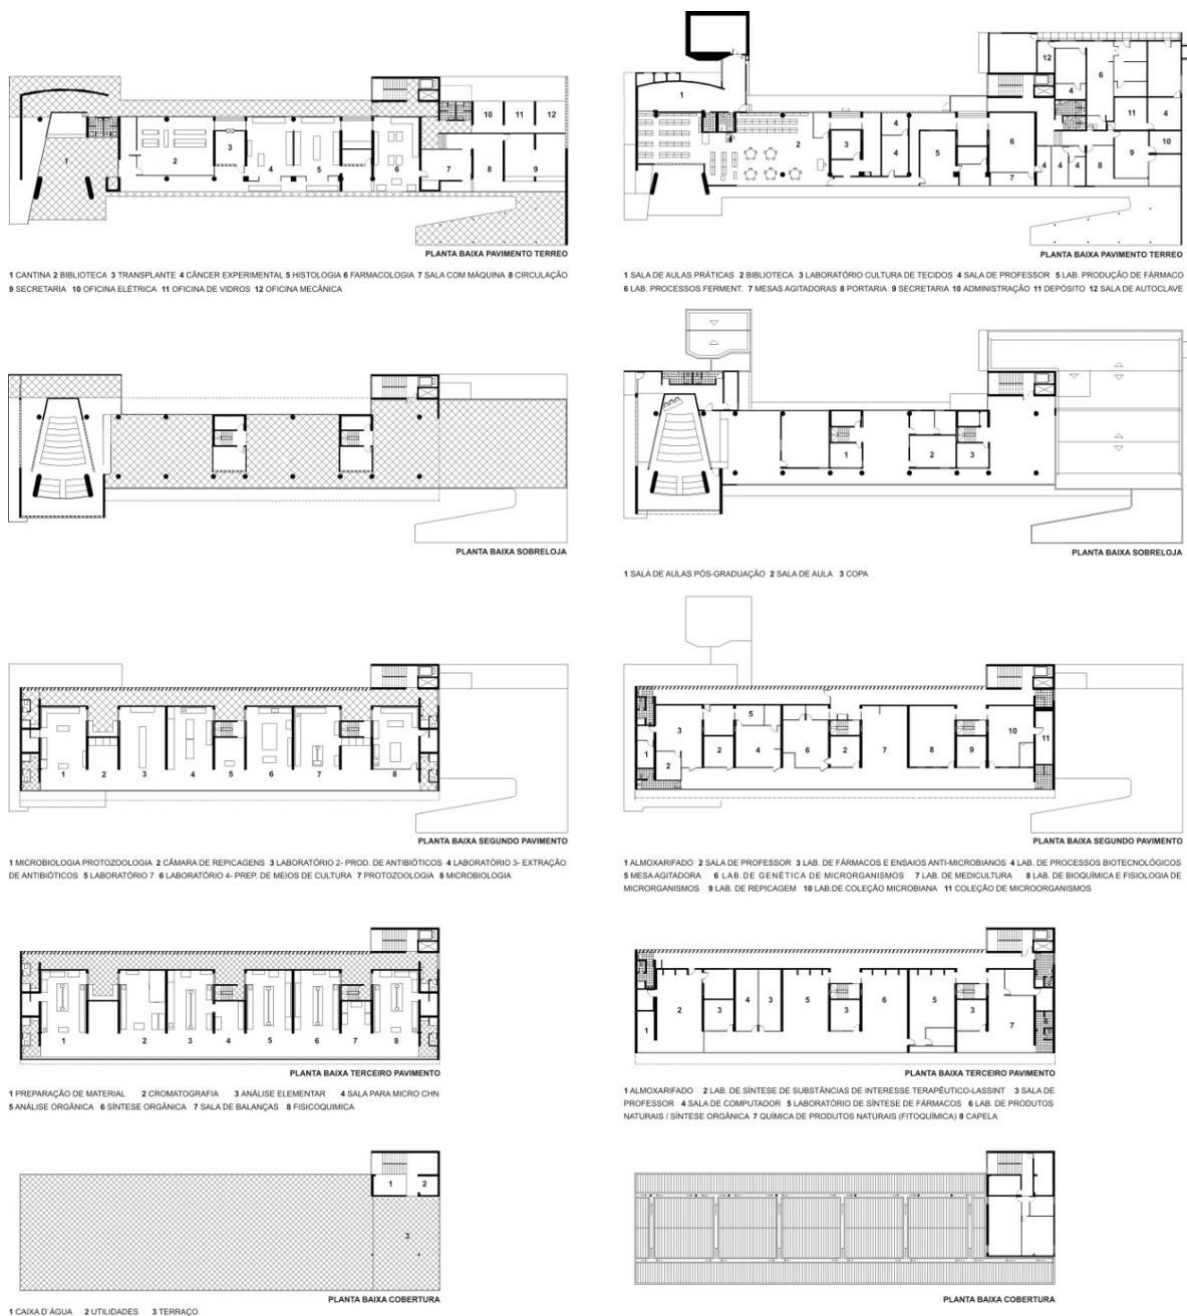 PLANTA BAIXA PAVIMENTO TERREO
1 CANTINA 2 BIBLIOTECA 3 TRANSPLANTE 4 CÂNCER EXPERIMENTAL 5 HISTOLOGIA 6 FARMACOLOGIA 7 SALA COM MÁQUINA 8 CIRCULAÇÃO
9 SECRETARIA 10 OFICINA ELÉTRICA 11 OFICINA DE VIDROS 12 OFICINA MECÂNICA
PLANTA BAIXA PAVIMENTO TERREO
1 SALA DE AULAS PRÁTICAS 2 BIBLIOTECA 3 LABORATÓRIO CULTURA DE TECIDOS 4 SALA DE PROFESSOR 5 LAB. PRODUÇÃO DE FÁRMACO
6 LAB. PROCESSOS FERMENT. 7 MESAS AGITADORAS 8 PORTARIA 9 SECRETARIA 10 ADMINISTRAÇÃO 11 DEPÓSITO 12 SALA DE AUTOCLAVE
PLANTA BAIXA SOBRELOJA
PLANTA BAIXA SOBRELOJA
1 SALA DE AULAS PÓS-GRADUAÇÃO 2 SALA DE AULA 3 COPA
PLANTA BAIXA SEGUNDO PAVIMENTO
1 MICROBIOLOGIA PROTOZOOLOGIA 2 CÂMARA DE REPICAGENS 3 LABORATÓRIO 2- PROD. DE ANTIBIÓTICOS 4 LABORATÓRIO 3- EXTRAÇÃO
DE ANTIBIÓTICOS 5 LABORATÓRIO 7 6 LABORATÓRIO 4- PREP. DE MEIOS DE CULTURA 7 PROTOZOOLOGIA 8 MICROBIOLOGIA
PLANTA BAIXA SEGUNDO PAVIMENTO
1 ALMOXARIFADO 2 SALA DE PROFESSOR 3 LAB. DE FÁRMACOS E ENSAIOS ANTI-MICROBIANOS 4 LAB. DE PROCESSOS BIOTECNOLÓGICOS
5 MESA AGITADORA 6 LAB. DE GENÉTICA DE MICRORGANISMOS 7 LAB. DE MEDICULTURA 8 LAB. DE BIOQUÍMICA E FISIOLOGIA DE
MICRORGANISMOS 9 LAB. DE REPICAGEM 10 LAB.DE COLEÇÃO MICROBIANA 11 COLEÇÃO DE MICROORGANISMOS
PLANTA BAIXA TERCEIRO PAVIMENTO
1 PREPARAÇÃO DE MATERIAL 2 CROMATOGRAFIA 3 ANÁLISE ELEMENTAR 4 SALA PARA MICRO CHN
5 ANÁLISE ORGÂNICA 6 SÍNTESE ORGÂNICA 7 SALA DE BALANÇAS 8 FISICOQUIMICA
PLANTA BAIXA TERCEIRO PAVIMENTO
1 ALMOXARIFADO 2 LAB. DE SÍNTESE DE SUBSTÂNCIAS DE INTERESSE TERAPÊUTICO-LASSINT 3 SALA DE
PROFESSOR 4 SALA DE COMPUTADOR 5 LABORATÓRIO DE SÍNTESE DE FÁRMACOS 6 LAB. DE PRODUTOS
NATURAIS / SÍNTESE ORGÂNICA 7 QUÍMICA DE PRODUTOS NATURAIS (FITOQUÍMICA) 8 CAPELA
PLANTA BAIXA COBERTURA
1 CAIXA D´ÁGUA 2 UTILIDADES 3 TERRAÇO
PLANTA BAIXA COBERTURA